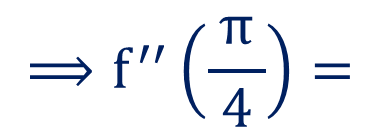 ⟹ f″(π/4) =